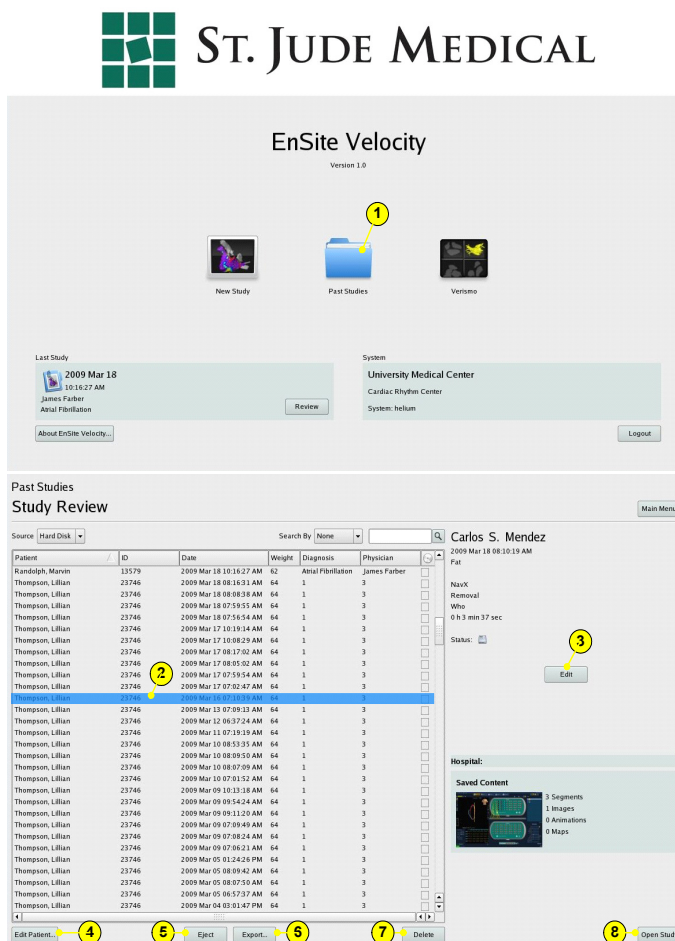 ST. JUDE MEDICAL
EnSite Velocity
Version 1.0
1
New Study
Past Studies
Verismo
Last Study
System
2009 Mar 18
10:16:27 AM
James Farber
Atrial Fibrillation
Review
University Medical Center
Cardiac Rhythm Center
System: helium
About EnSite Velocity...
Logout
Past Studies
Study Review
Main Menu
Source Hard Disk
Search By None
Patient ID Date Weight Diagnosis Physician
Randolph, Marvin 13579 2009 Mar 18 10:16:27 AM 62 Atrial Fibrillation James Farber
Thompson, Lillian 23746 2009 Mar 18 08:16:31 AM 64 1 3
Thompson, Lillian 23746 2009 Mar 18 08:08:38 AM 64 1 3
Thompson, Lillian 23746 2009 Mar 18 07:59:55 AM 64 1 3
Thompson, Lillian 23746 2009 Mar 18 07:56:54 AM 64 1 3
Thompson, Lillian 23746 2009 Mar 17 10:19:14 AM 64 1 3
Thompson, Lillian 23746 2009 Mar 17 10:08:29 AM 64 1 3
Thompson, Lillian 23746 2009 Mar 17 08:17:02 AM 64 1 3
Thompson, Lillian 23746 2009 Mar 17 08:05:02 AM 64 1 3
Thompson, Lillian 23746 2009 Mar 17 07:59:54 AM 64 1 3
Thompson, Lillian 23746 2009 Mar 17 07:02:47 AM 64 1 3
2
Thompson, Lillian 23746 2009 Mar 16 07:10:39 AM 64 1 3
Thompson, Lillian 23746 2009 Mar 13 07:09:13 AM 64 1 3
Thompson, Lillian 23746 2009 Mar 12 06:37:24 AM 64 1 3
Thompson, Lillian 23746 2009 Mar 11 07:19:19 AM 64 1 3
Thompson, Lillian 23746 2009 Mar 10 08:53:35 AM 64 1 3
Thompson, Lillian 23746 2009 Mar 10 08:09:50 AM 64 1 3
Thompson, Lillian 23746 2009 Mar 10 08:07:09 AM 64 1 3
Thompson, Lillian 23746 2009 Mar 10 07:01:52 AM 64 1 3
Thompson, Lillian 23746 2009 Mar 09 10:13:18 AM 64 1 3
Thompson, Lillian 23746 2009 Mar 09 09:54:24 AM 64 1 3
Thompson, Lillian 23746 2009 Mar 09 09:11:20 AM 64 1 3
Thompson, Lillian 23746 2009 Mar 09 07:09:49 AM 64 1 3
Thompson, Lillian 23746 2009 Mar 09 07:08:24 AM 64 1 3
Thompson, Lillian 23746 2009 Mar 09 07:06:21 AM 64 1 3
Thompson, Lillian 23746 2009 Mar 05 01:24:26 PM 64 1 3
Thompson, Lillian 23746 2009 Mar 05 08:09:42 AM 64 1 3
Thompson, Lillian 23746 2009 Mar 05 08:07:50 AM 64 1 3
Thompson, Lillian 23746 2009 Mar 05 06:57:37 AM 64 1 3
Thompson, Lillian 23746 2009 Mar 04 03:01:47 PM 64 1 3
Carlos S. Mendez
2009 Mar 18 08:10:19 AM
Fat
NavX
Removal
Who
0 h 3 min 37 sec
Status:
3
Edit
Hospital:
Saved Content
3 Segments
1 Images
0 Animations
0 Maps
Edit Patient...
4
5
Eject
Export...
6
7
Delete
8
Open Study